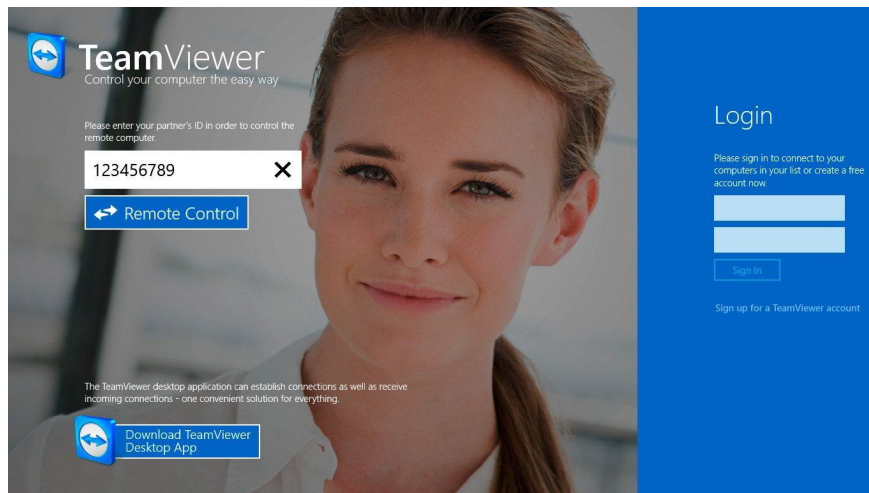 TeamViewer
Control your computer the easy way
Please enter your partner's ID in order to control the
remote computer.
123456789
Remote Control
The TeamViewer desktop application can establish connections as well as receive
incoming connections - one convenient solution for everything.
Download TeamViewer
Desktop App
Login
Please sign in to connect to your
computers in your list or create a free
account now.
Sign in
Sign up for a TeamViewer account